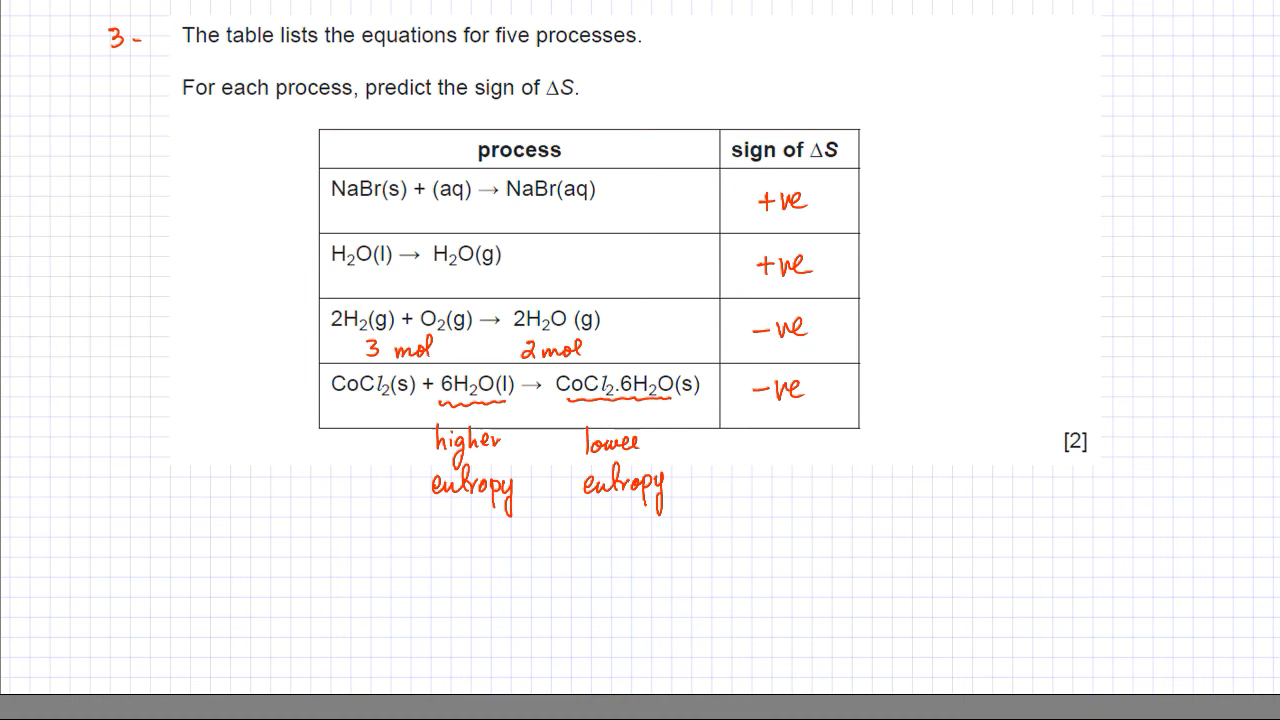 3-
The table lists the equations for five processes.
For each process, predict the sign of ΔS.
process sign of ΔS
NaBr(s) + (aq) → NaBr(aq) +ve
H₂O(l) → H₂O(g) +ve
2H₂(g) + O₂(g) → 2H₂O (g) -ve
3 mol 2 mol
CoCl₂(s) + 6H₂O(l) → CoCl₂.6H₂O(s) -ve
[2]
higher lower
entropy entropy